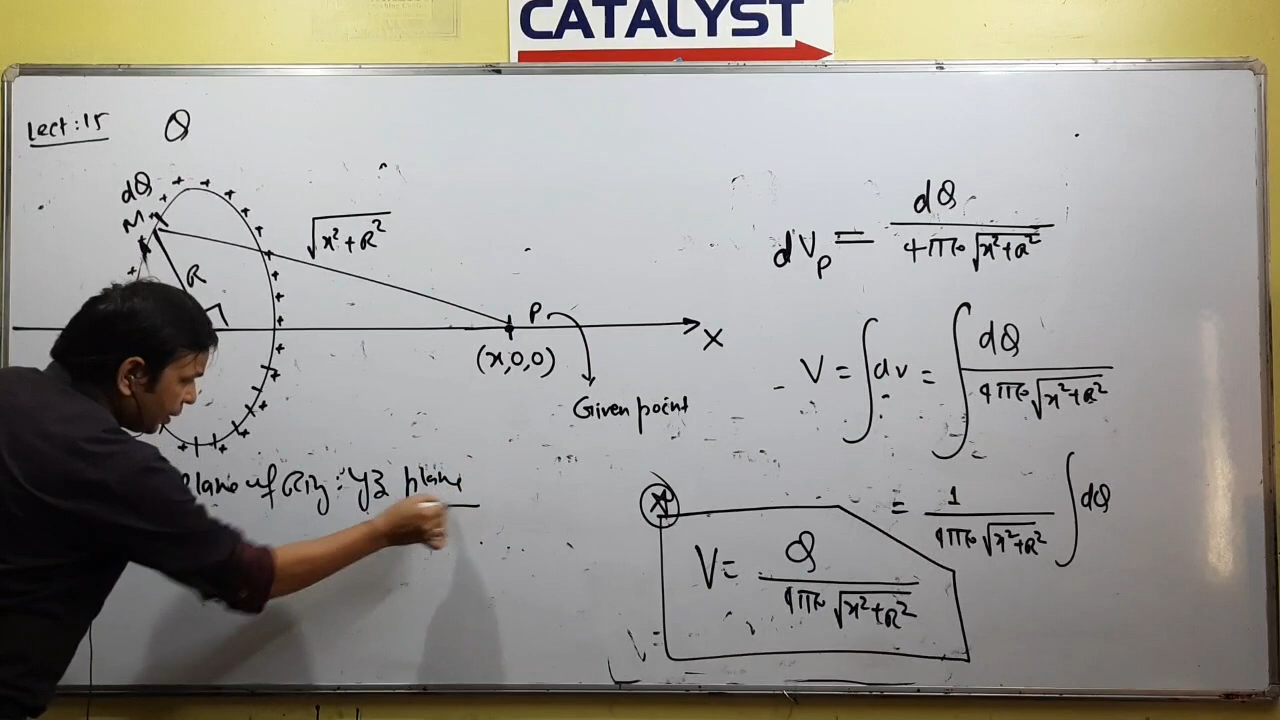 CATALYST
Lect:15
Q
dQ
M
R
√x²+R²
P
X
(x,0,0)
Given point
Plane of Ring: YZ plane
dVp = dQ / 4πε₀√x²+R²
V = ∫dv = ∫ dQ / 4πε₀√x²+R²
= 1 / 4πε₀√x²+R² ∫dQ
V = Q / 4πε₀√x²+R²